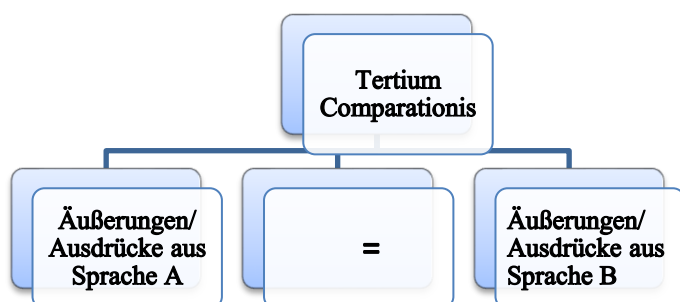 Tertium
Comparationis
Äußerungen/
Ausdrücke aus
Sprache A
=
Äußerungen/
Ausdrücke aus
Sprache B